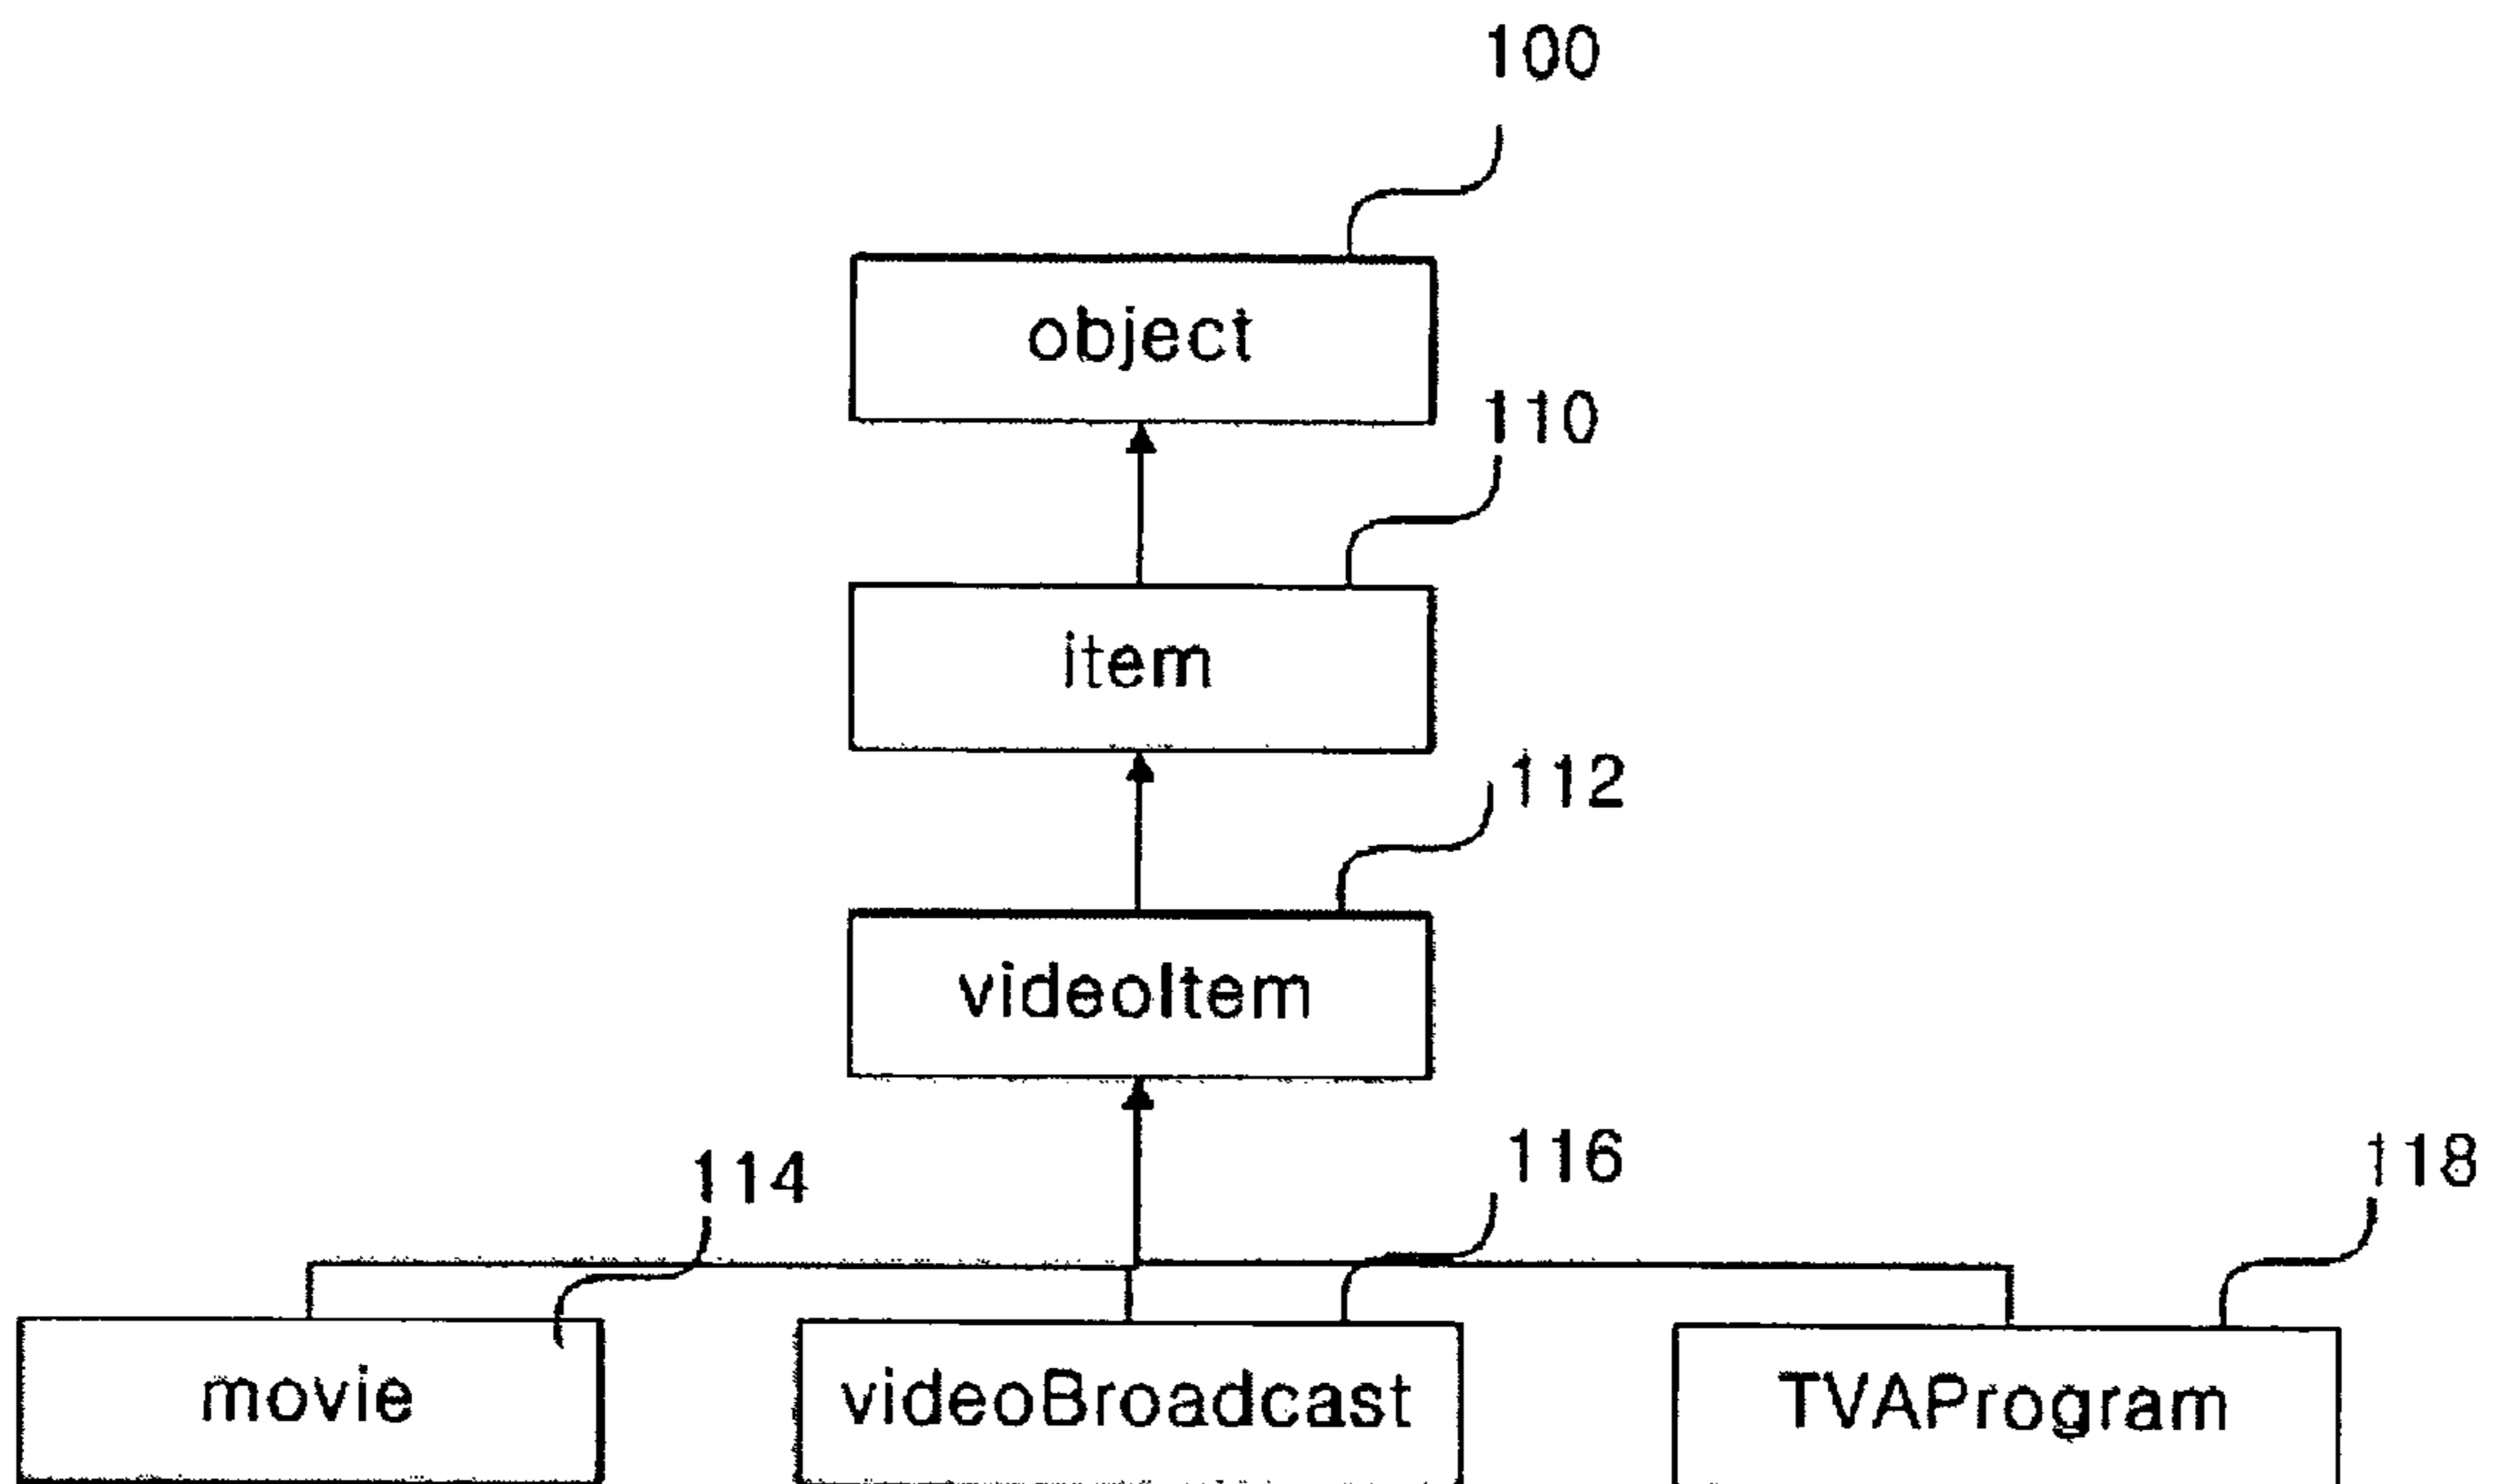 100
object
110
item
112
videoItem
114
116
118
movie
videoBroadcast
TVAProgram